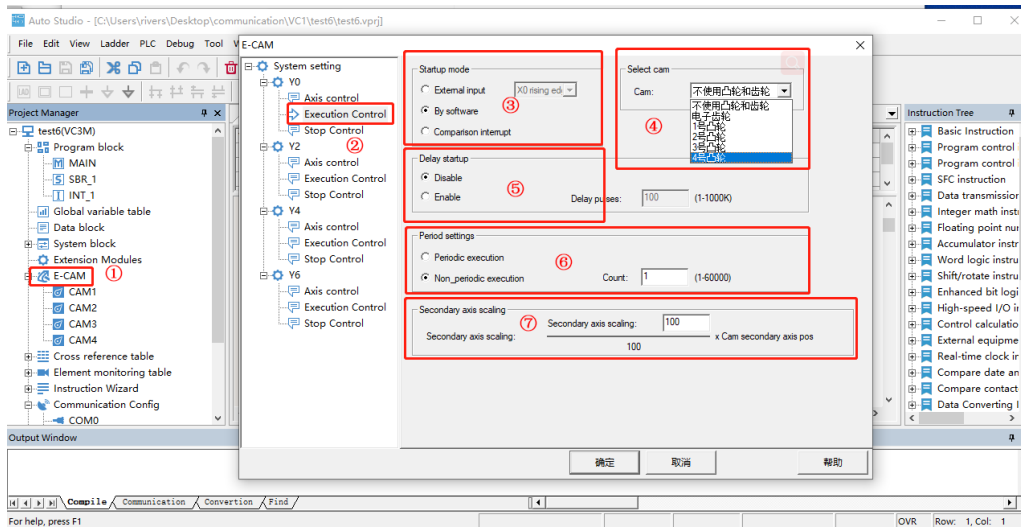 Auto Studio - [C:\Users\rivers\Desktop\communication\VC1\test6\test6.vprj]
File Edit View Ladder PLC Debug Tool
Project Manager
test6(VC3M)
Program block
MAIN
SBR_1
INT_1
Global variable table
Data block
System block
Extension Modules
E-CAM ①
CAM1
CAM2
CAM3
CAM4
Cross reference table
Element monitoring table
Instruction Wizard
Communication Config
COM0
E-CAM
System setting
Y0
Axis control
Execution Control
Stop Control ②
Y2
Axis control
Execution Control
Stop Control
Y4
Axis control
Execution Control
Stop Control
Y6
Axis control
Execution Control
Stop Control
Startup mode
External input X0 rising ed
By software ③
Comparison interrupt
Select cam
Cam: 不使用凸轮和齿轮
不使用凸轮和齿轮
电子齿轮
1号凸轮
2号凸轮
3号凸轮
4号凸轮
④
Delay startup
Disable
Enable ⑤
Delay pulses: 100 (1-1000K)
Period settings
Periodic execution ⑥
Non_periodic execution Count: 1 (1-60000)
Secondary axis scaling
⑦ Secondary axis scaling: 100
Secondary axis scaling: x Cam secondary axis pos
100
确定 取消 帮助
Instruction Tree
Basic Instruction
Program control
Program control
SFC instruction
Data transmission
Integer math inst
Floating point nu
Accumulator instr
Word logic instru
Shift/rotate instru
Enhanced bit logi
High-speed I/O in
Control calculatio
External equipme
Real-time clock ir
Compare date an
Compare contact
Data Converting I
Output Window
Compile Communication Convertion Find
For help, press F1
OVR Row: 1, Col: 1